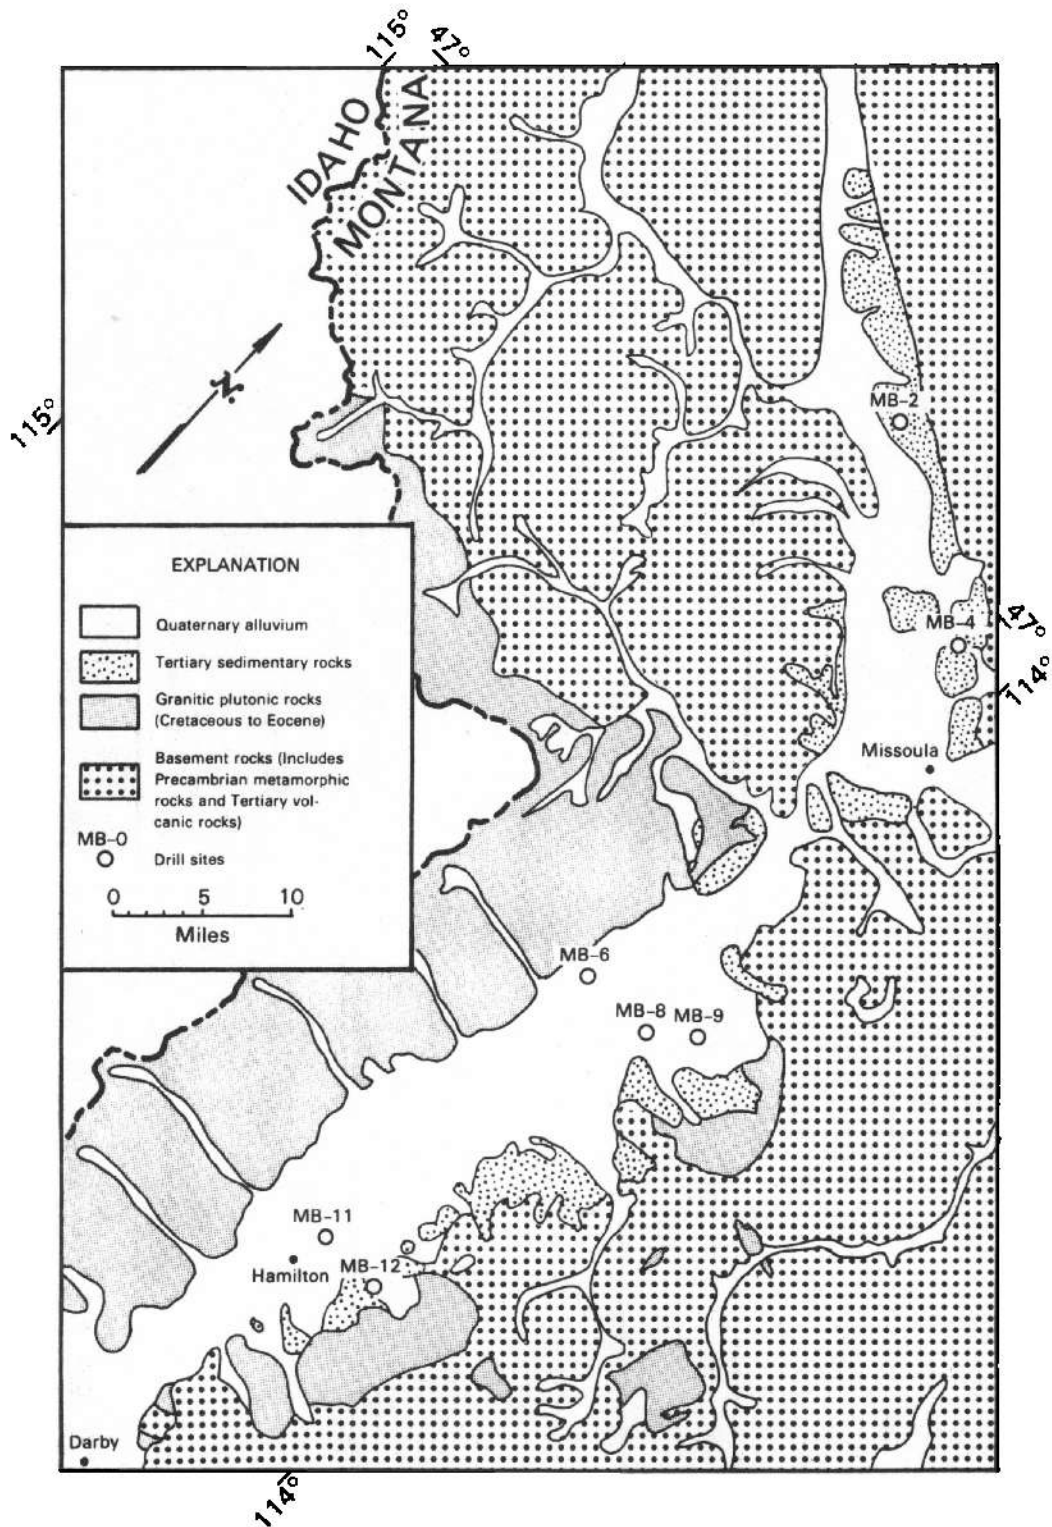 115°
47°
IDAHO
MONTANA
N.
115°
MB-2
47°
MB-4
114°
Missoula
EXPLANATION
Quaternary alluvium
Tertiary sedimentary rocks
Granitic plutonic rocks
(Cretaceous to Eocene)
Basement rocks (Includes
Precambrian metamorphic
rocks and Tertiary vol-
canic rocks)
MB-0
Drill sites
0 5 10
Miles
MB-6
MB-8
MB-9
MB-11
Hamilton
MB-12
Darby
114°